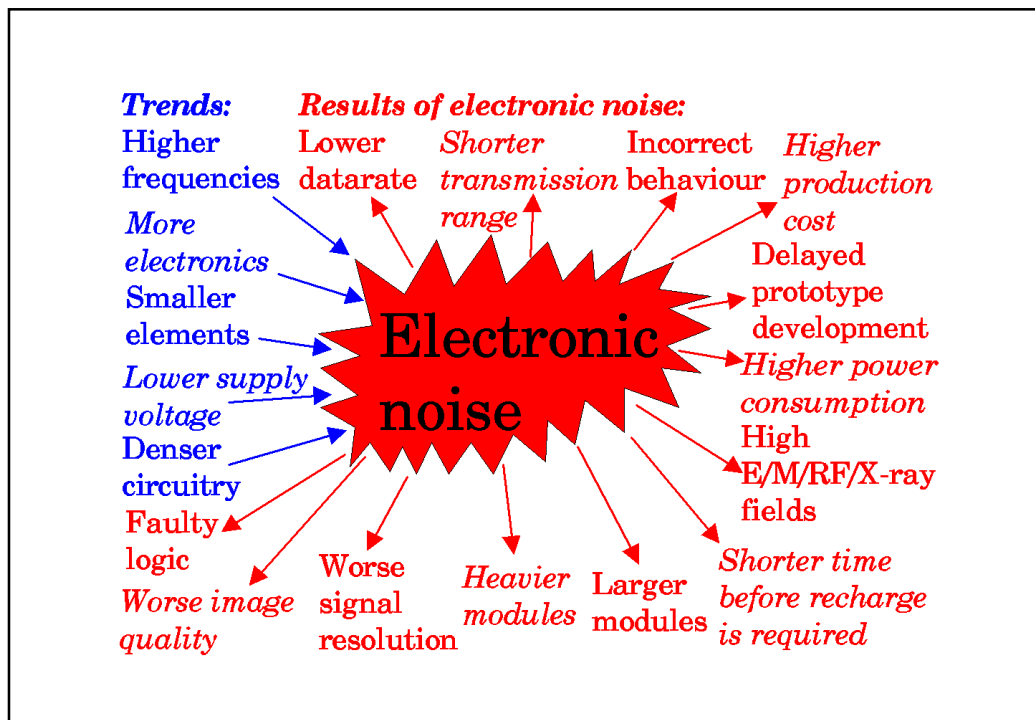 Trends:
Higher
frequencies
More
electronics
Smaller
elements
Lower supply
voltage
Denser
circuitry
Results of electronic noise:
Lower
datarate
Shorter
transmission
range
Incorrect
behaviour
Higher
production
cost
Delayed
prototype
development
Higher power
consumption
High
E/M/RF/X-ray
fields
Shorter time
before recharge
is required
Larger
modules
Heavier
modules
Worse
signal
resolution
Worse image
quality
Faulty
logic
Electronic
noise